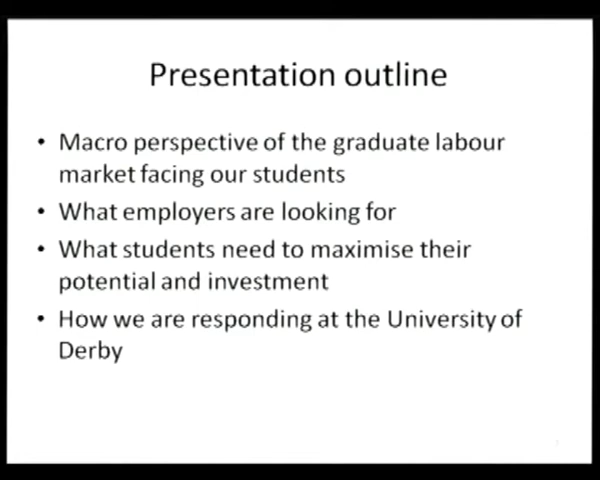 Presentation outline
• Macro perspective of the graduate labour
market facing our students
• What employers are looking for
• What students need to maximise their
potential and investment
• How we are responding at the University of
Derby